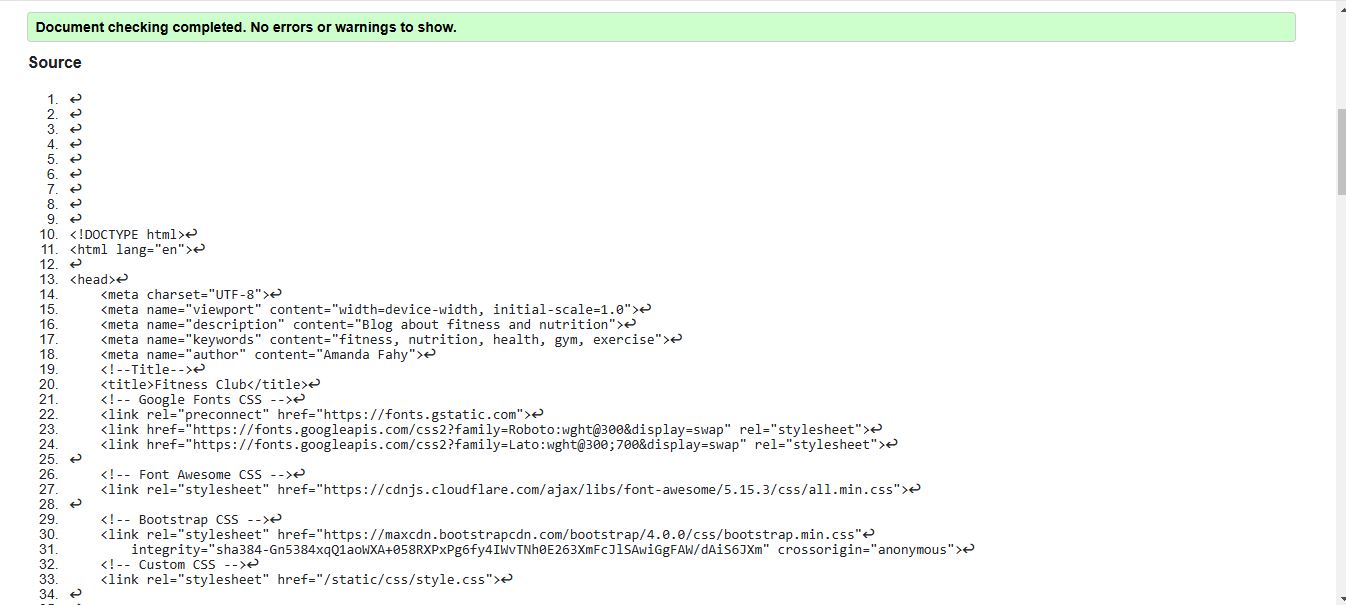 Document checking completed. No errors or warnings to show.
Source
1. ↩
2. ↩
3. ↩
4. ↩
5. ↩
6. ↩
7. ↩
8. ↩
9. ↩
10. <!DOCTYPE html>↩
11. <html lang="en">↩
12. ↩
13. <head>↩
14. <meta charset="UTF-8">↩
15. <meta name="viewport" content="width=device-width, initial-scale=1.0">↩
16. <meta name="description" content="Blog about fitness and nutrition">↩
17. <meta name="keywords" content="fitness, nutrition, health, gym, exercise">↩
18. <meta name="author" content="Amanda Fahy">↩
19. <!--Title-->↩
20. <title>Fitness Club</title>↩
21. <!-- Google Fonts CSS -->↩
22. <link rel="preconnect" href="https://fonts.gstatic.com">↩
23. <link href="https://fonts.googleapis.com/css2?family=Roboto:wght@300&display=swap" rel="stylesheet">↩
24. <link href="https://fonts.googleapis.com/css2?family=Lato:wght@300;700&display=swap" rel="stylesheet">↩
25. ↩
26. <!-- Font Awesome CSS -->↩
27. <link rel="stylesheet" href="https://cdnjs.cloudflare.com/ajax/libs/font-awesome/5.15.3/css/all.min.css">↩
28. ↩
29. <!-- Bootstrap CSS -->↩
30. <link rel="stylesheet" href="https://maxcdn.bootstrapcdn.com/bootstrap/4.0.0/css/bootstrap.min.css"↩
31. integrity="sha384-Gn5384xqQ1aoWXA+058RXPxPg6fy4IWvTNh0E263XmFcJlSAwiGgFAW/dAiS6JXm" crossorigin="anonymous">↩
32. <!-- Custom CSS -->↩
33. <link rel="stylesheet" href="/static/css/style.css">↩
34. ↩